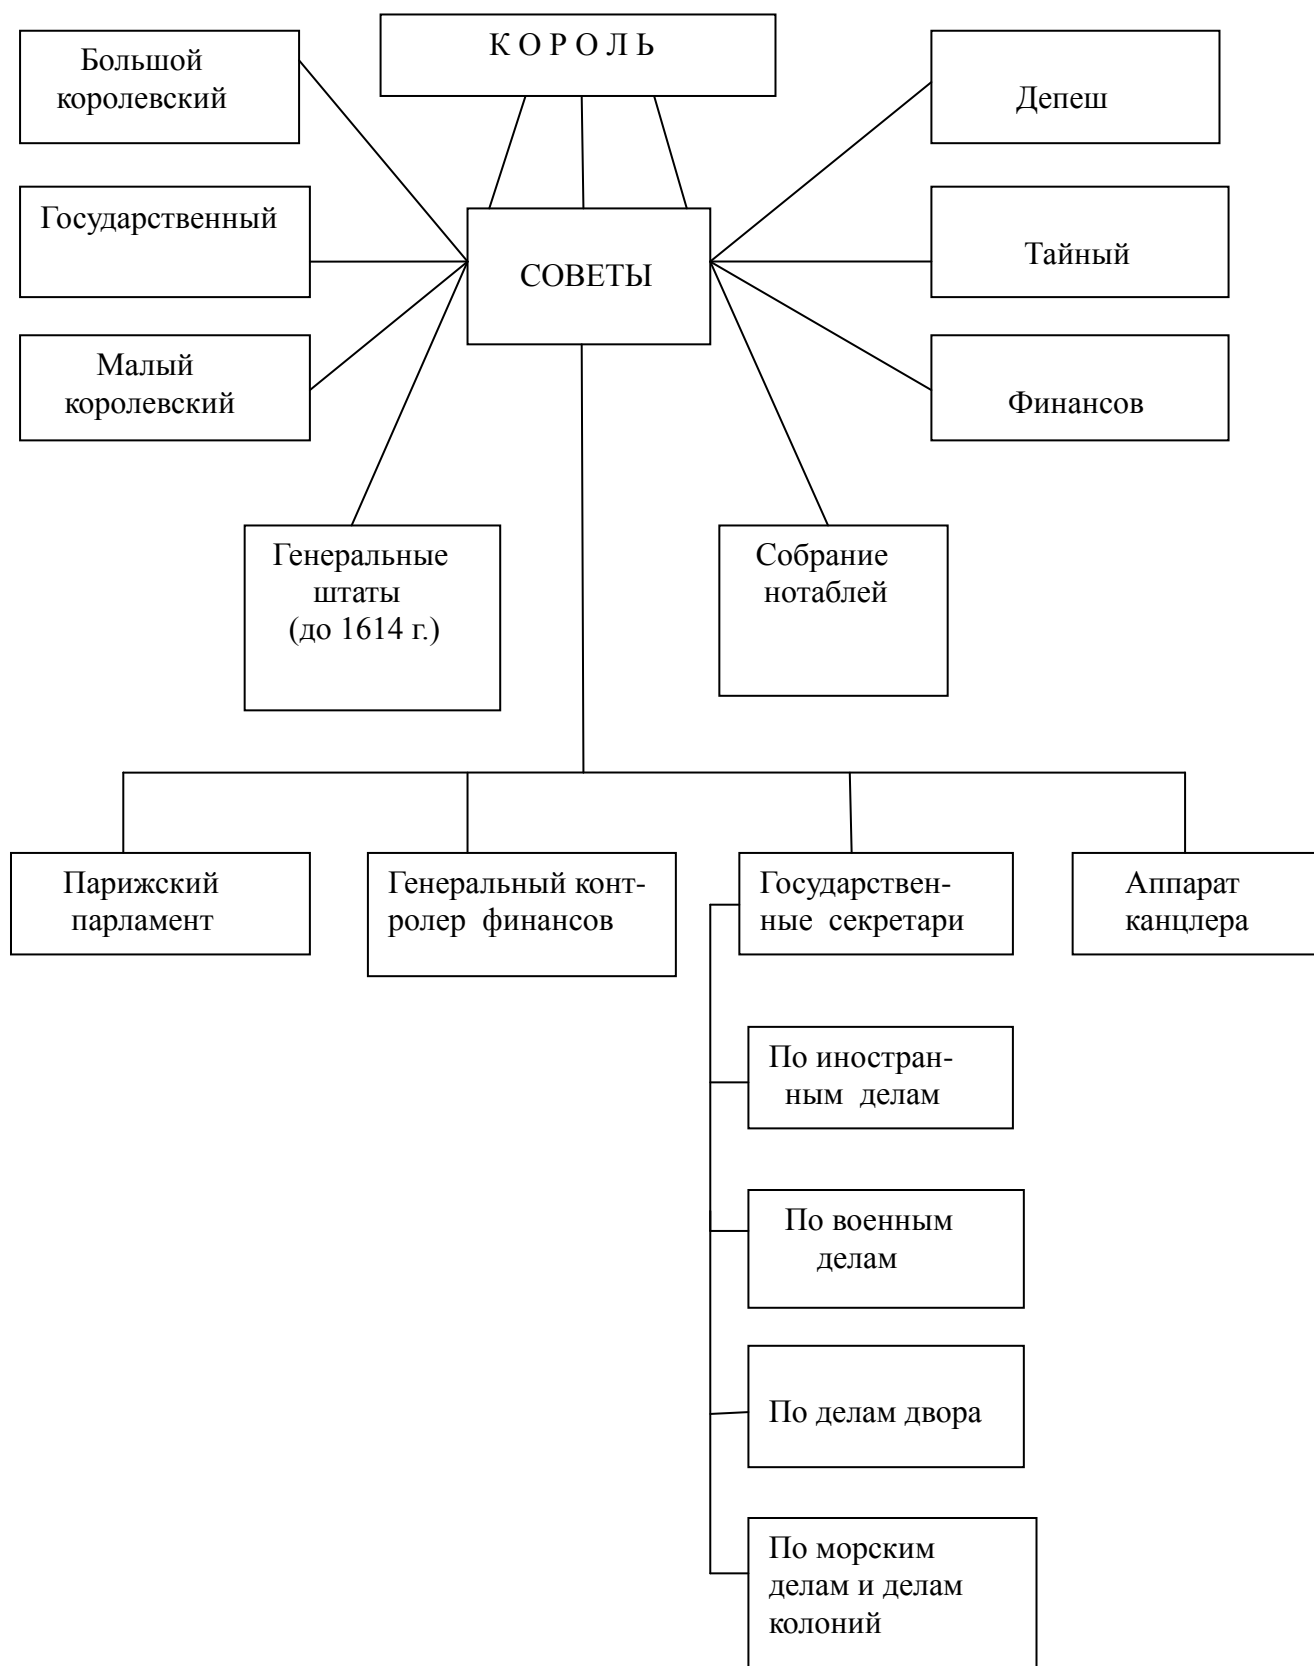 К О Р О Л Ь
Большой
королевский
Депеш
Государственный
Тайный
СОВЕТЫ
Малый
королевский
Финансов
Генеральные
штаты
(до 1614 г.)
Собрание
нотаблей
Парижский
парламент
Генеральный конт-
ролер финансов
Государствен-
ные секретари
Аппарат
канцлера
По иностран-
ным делам
По военным
делам
По делам двора
По морским
делам и делам
колоний